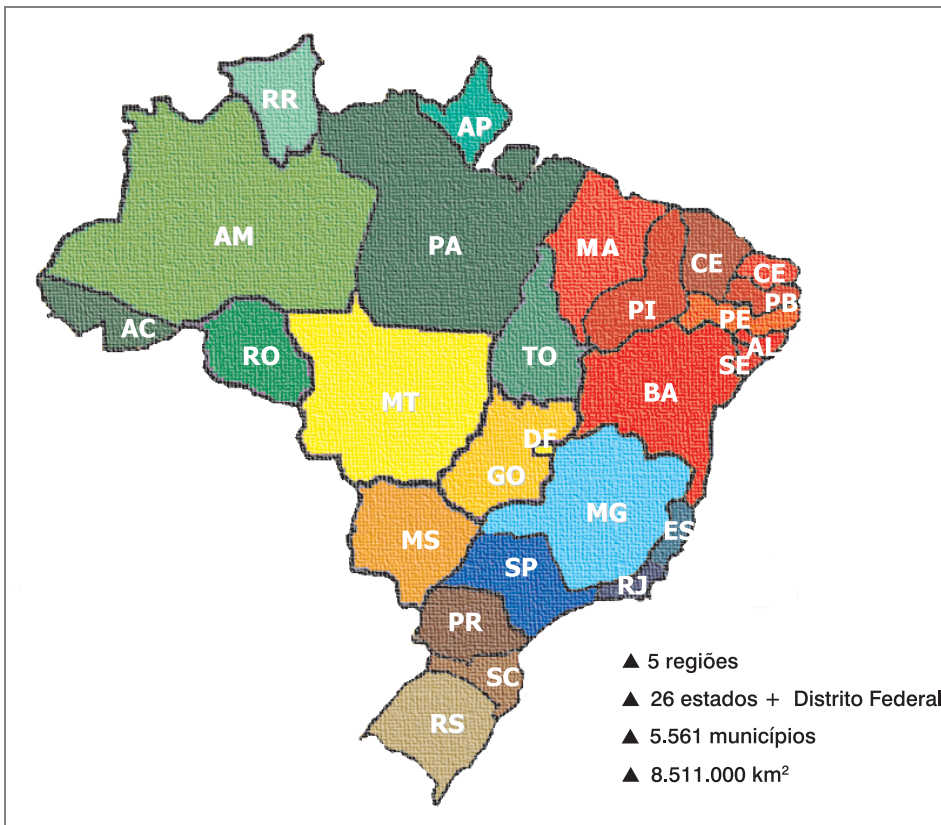 RR
AP
AM
PA
MA
CE
CE
PB
PI
PE
AC
AL
RO
TO
SE
BA
MT
DF
GO
MG
ES
MS
SP
RJ
PR
SC
RS
▲ 5 regiões
▲ 26 estados + Distrito Federal
▲ 5.561 municípios
▲ 8.511.000 km²